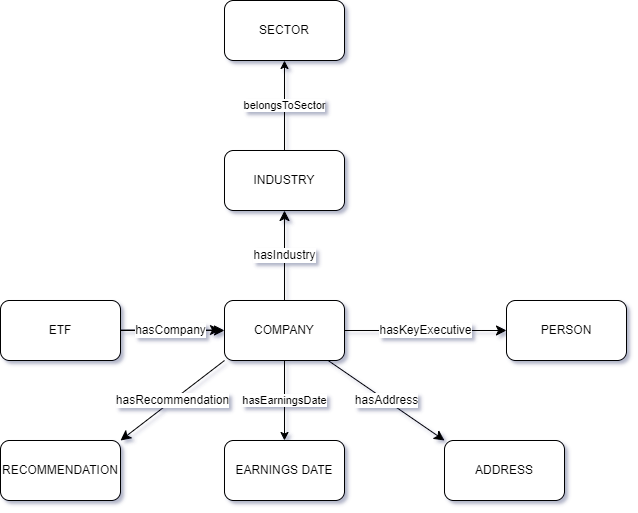 SECTOR
belongsToSector
INDUSTRY
hasIndustry
ETF
hasCompany
COMPANY
hasKeyExecutive
PERSON
hasRecommendation
hasEarningsDate
hasAddress
RECOMMENDATION
EARNINGS DATE
ADDRESS